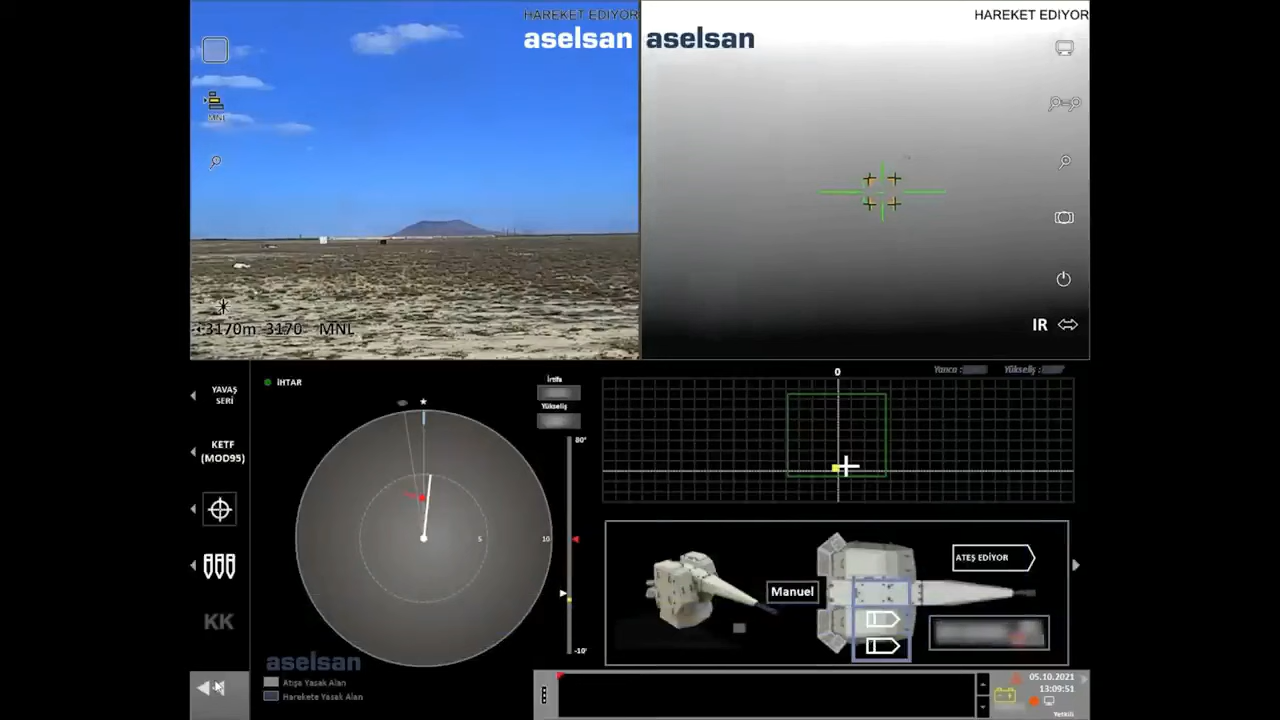 HAREKET EDIYOR
aselsan
MNL
3170m 3170 MNL
HAREKET EDIYOR
aselsan
IR
YAVAŞ
SERİ
KETF
(MOD95)
KK
İHTAR
5
10
aselsan
Atışa Yasak Alan
Harekete Yasak Alan
İrtifa
Yükseliş
80°
-10°
0
Yanca :
Yükseliş :
Manuel
ATEŞ EDİYOR
05.10.2021
13:09:51
Yetkili